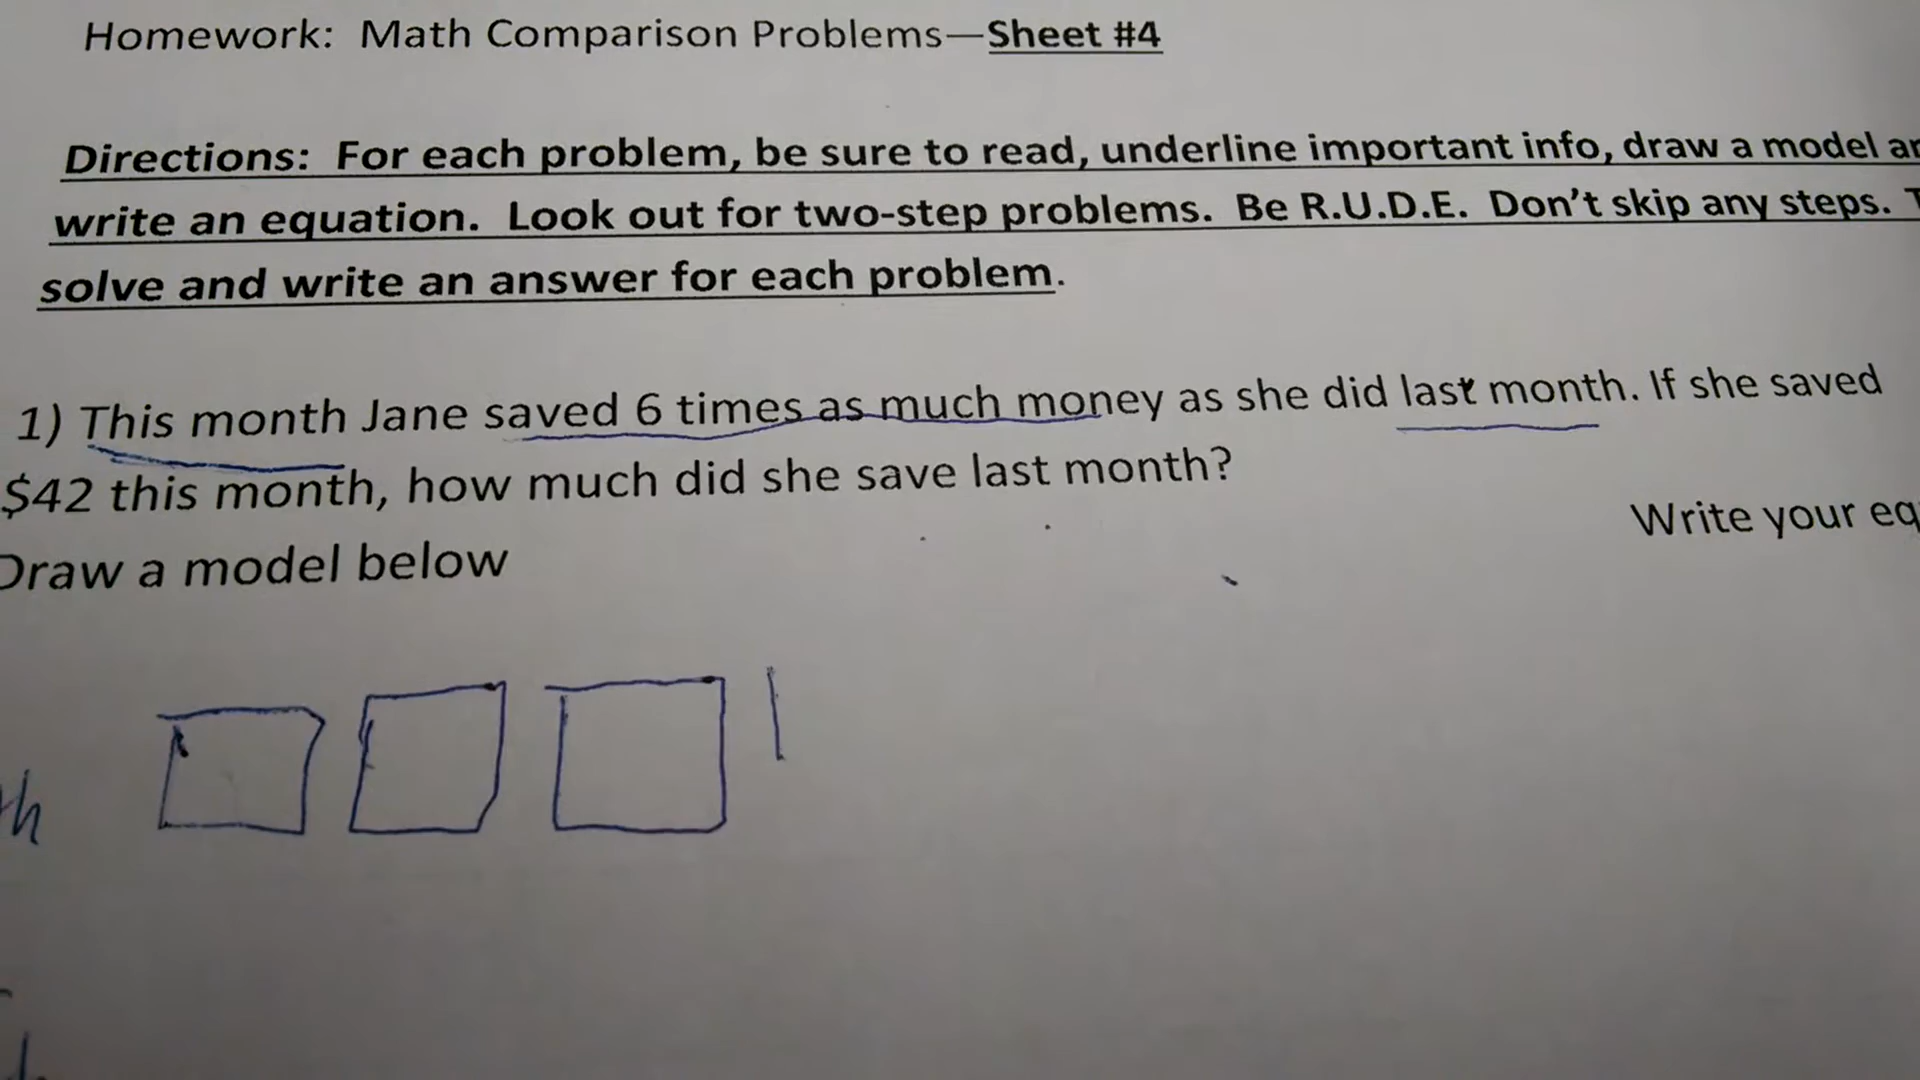 Homework: Math Comparison Problems—Sheet #4
Directions: For each problem, be sure to read, underline important info, draw a model
write an equation. Look out for two-step problems. Be R.U.D.E. Don't skip any steps.
solve and write an answer for each problem.
1) This month Jane saved 6 times as much money as she did last month. If she saved
$42 this month, how much did she save last month?
Write your
Draw a model below